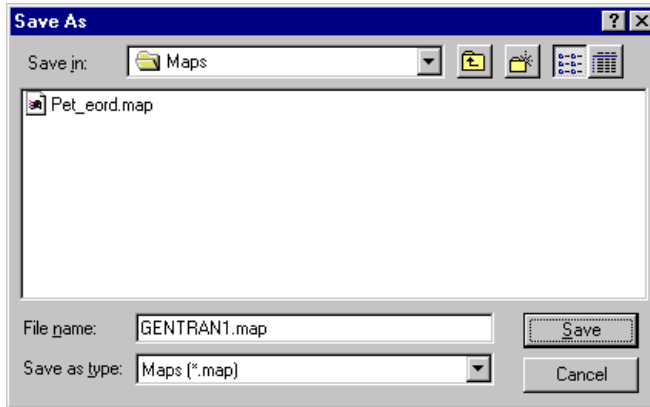 Save As
Save in: Maps
Pet_eord.map
File name: GENTRAN1.map Save
Save as type: Maps (*.map) Cancel